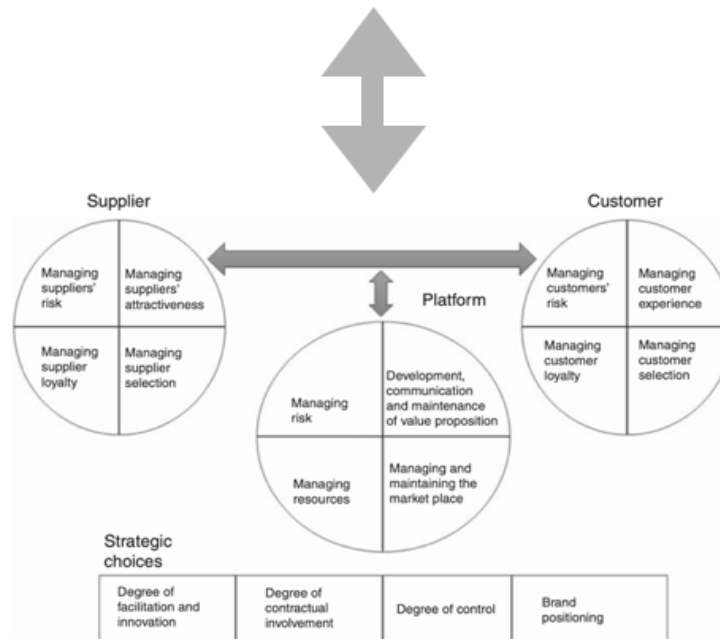 Supplier
Customer
Managing
suppliers'
risk
Managing
suppliers'
attractiveness
Managing
supplier
loyalty
Managing
supplier
selection
Managing
customers'
risk
Managing
customer
experience
Managing
customer
loyalty
Managing
customer
selection
Platform
Managing
risk
Development,
communication
and maintenance
of value proposition
Managing
resources
Managing and
maintaining the
market place
Strategic
choices
Degree of
facilitation and
innovation
Degree of
contractual
involvement
Degree of control
Brand
positioning